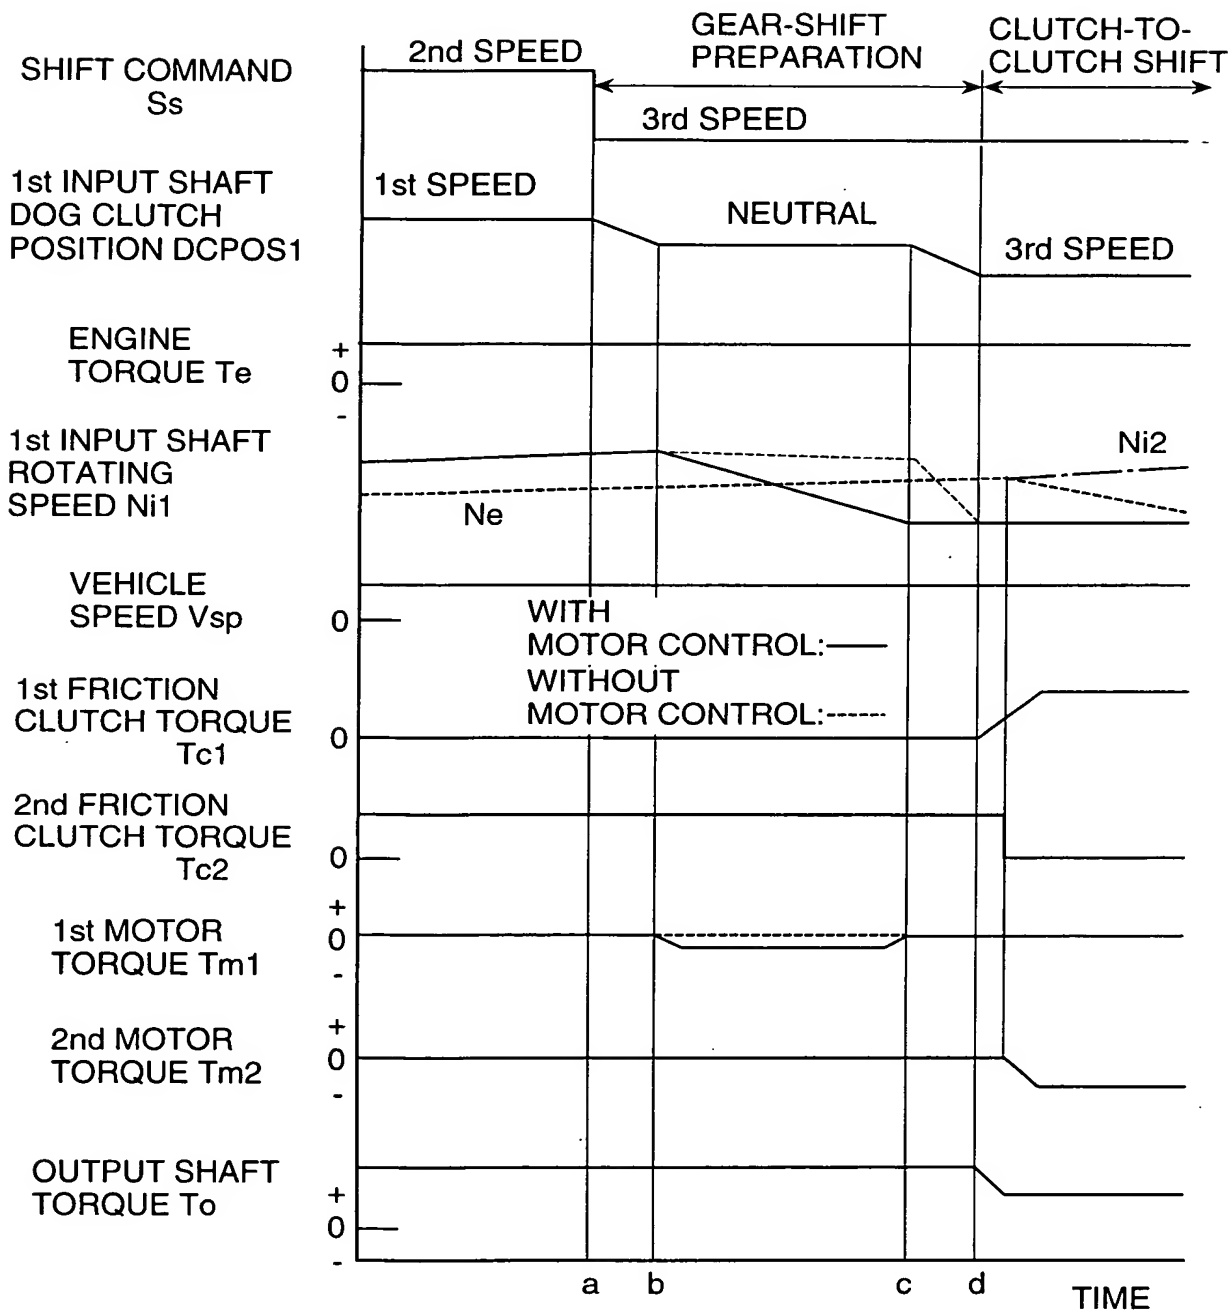 GEAR-SHIFT
PREPARATION
CLUTCH-TO-
CLUTCH SHIFT
SHIFT COMMAND
Ss
2nd SPEED
3rd SPEED
1st INPUT SHAFT
DOG CLUTCH
POSITION DCPOS1
1st SPEED
NEUTRAL
3rd SPEED
ENGINE
TORQUE Te
+
0
-
1st INPUT SHAFT
ROTATING
SPEED Ni1
Ne
Ni2
VEHICLE
SPEED Vsp
0
WITH
MOTOR CONTROL:
WITHOUT
MOTOR CONTROL:
1st FRICTION
CLUTCH TORQUE
Tc1
0
2nd FRICTION
CLUTCH TORQUE
Tc2
0
1st MOTOR
TORQUE Tm1
+
0
-
2nd MOTOR
TORQUE Tm2
+
0
-
OUTPUT SHAFT
TORQUE To
+
0
-
a b c d
TIME